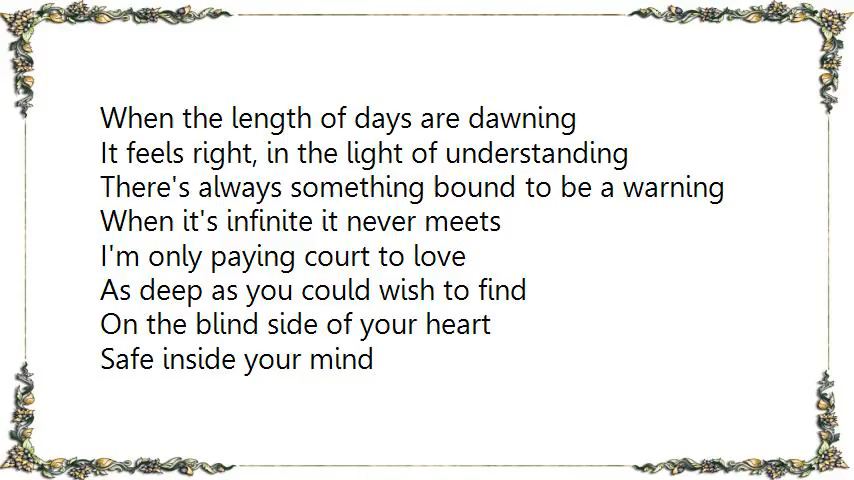 When the length of days are dawning
It feels right, in the light of understanding
There's always something bound to be a warning
When it's infinite it never meets
I'm only paying court to love
As deep as you could wish to find
On the blind side of your heart
Safe inside your mind